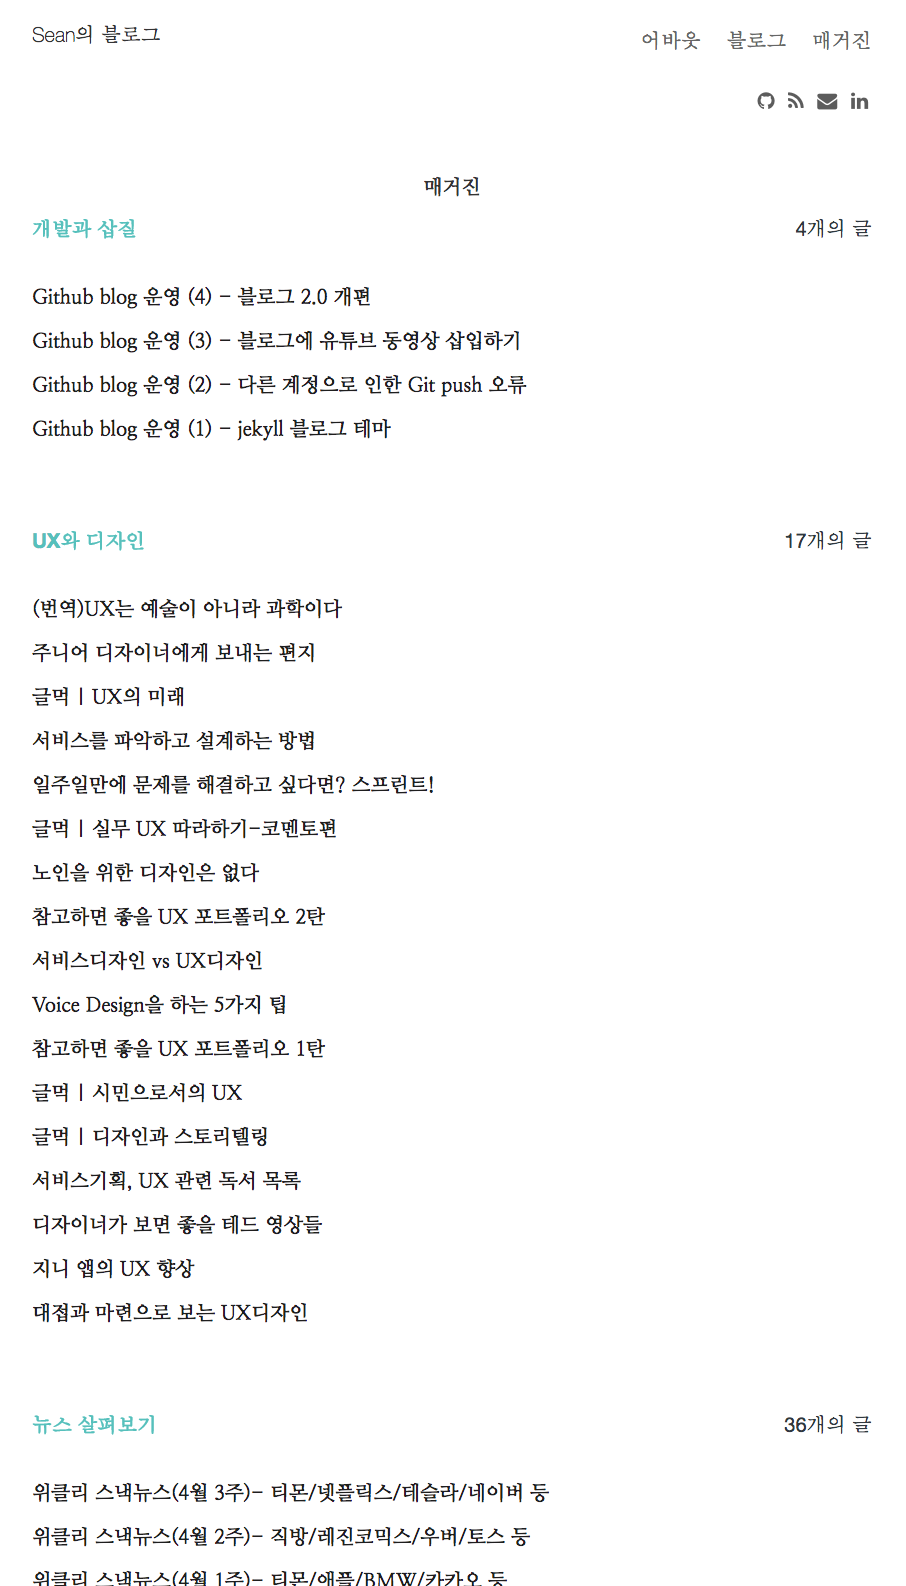 Sean의 블로그
어바웃 블로그 매거진
매거진
개발과 삽질 4개의 글
Github blog 운영 (4) - 블로그 2.0 개편
Github blog 운영 (3) - 블로그에 유튜브 동영상 삽입하기
Github blog 운영 (2) - 다른 계정으로 인한 Git push 오류
Github blog 운영 (1) - jekyll 블로그 테마
UX와 디자인 17개의 글
(번역)UX는 예술이 아니라 과학이다
주니어 디자이너에게 보내는 편지
글먹 | UX의 미래
서비스를 파악하고 설계하는 방법
일주일만에 문제를 해결하고 싶다면? 스프린트!
글먹 | 실무 UX 따라하기-코멘토편
노인을 위한 디자인은 없다
참고하면 좋을 UX 포트폴리오 2탄
서비스디자인 vs UX디자인
Voice Design을 하는 5가지 팁
참고하면 좋을 UX 포트폴리오 1탄
글먹 | 시민으로서의 UX
글먹 | 디자인과 스토리텔링
서비스기획, UX 관련 독서 목록
디자이너가 보면 좋을 테드 영상들
지니 앱의 UX 향상
대접과 마련으로 보는 UX디자인
뉴스 살펴보기 36개의 글
위클리 스낵뉴스(4월 3주)- 티몬/넷플릭스/테슬라/네이버 등
위클리 스낵뉴스(4월 2주)- 직방/레진코믹스/우버/토스 등
위클리 스낵뉴스(4월 1주)- 티몬/애플/BMW/카카오 등